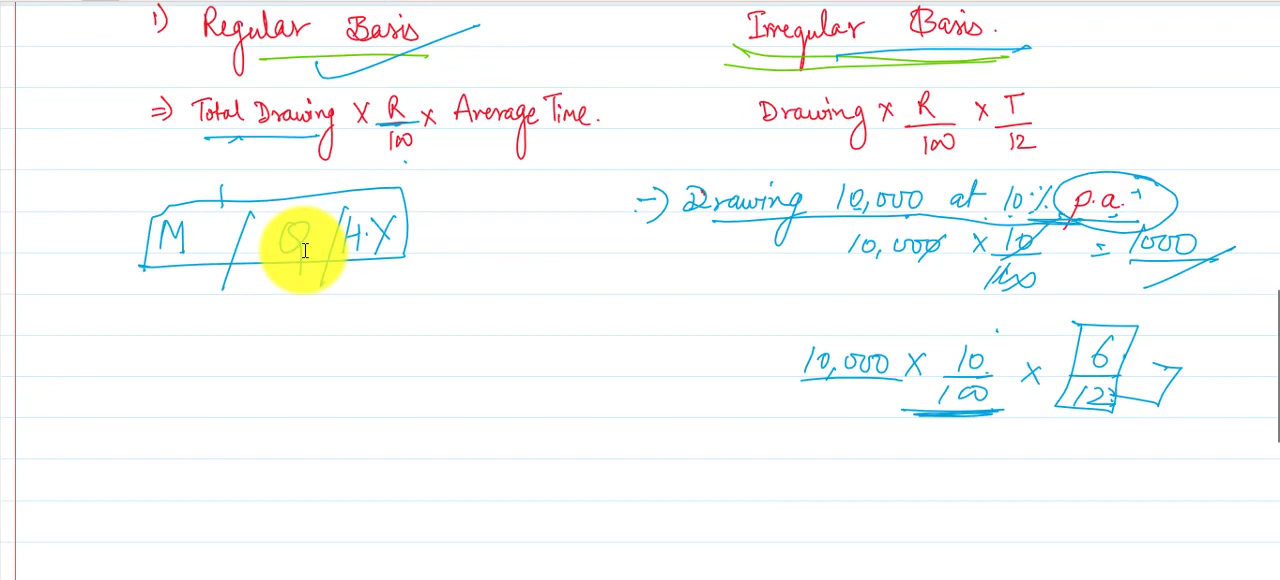 1) Regular Basis
⇒ Total Drawing × R/100 × Average Time.
M / Q / H.Y
Irregular Basis.
Drawing × R/100 × T/12
:-) Drawing 10,000 at 10% p.a.
10,000 × 10/100 = 1000
10,000 × 10/100 × 6/12